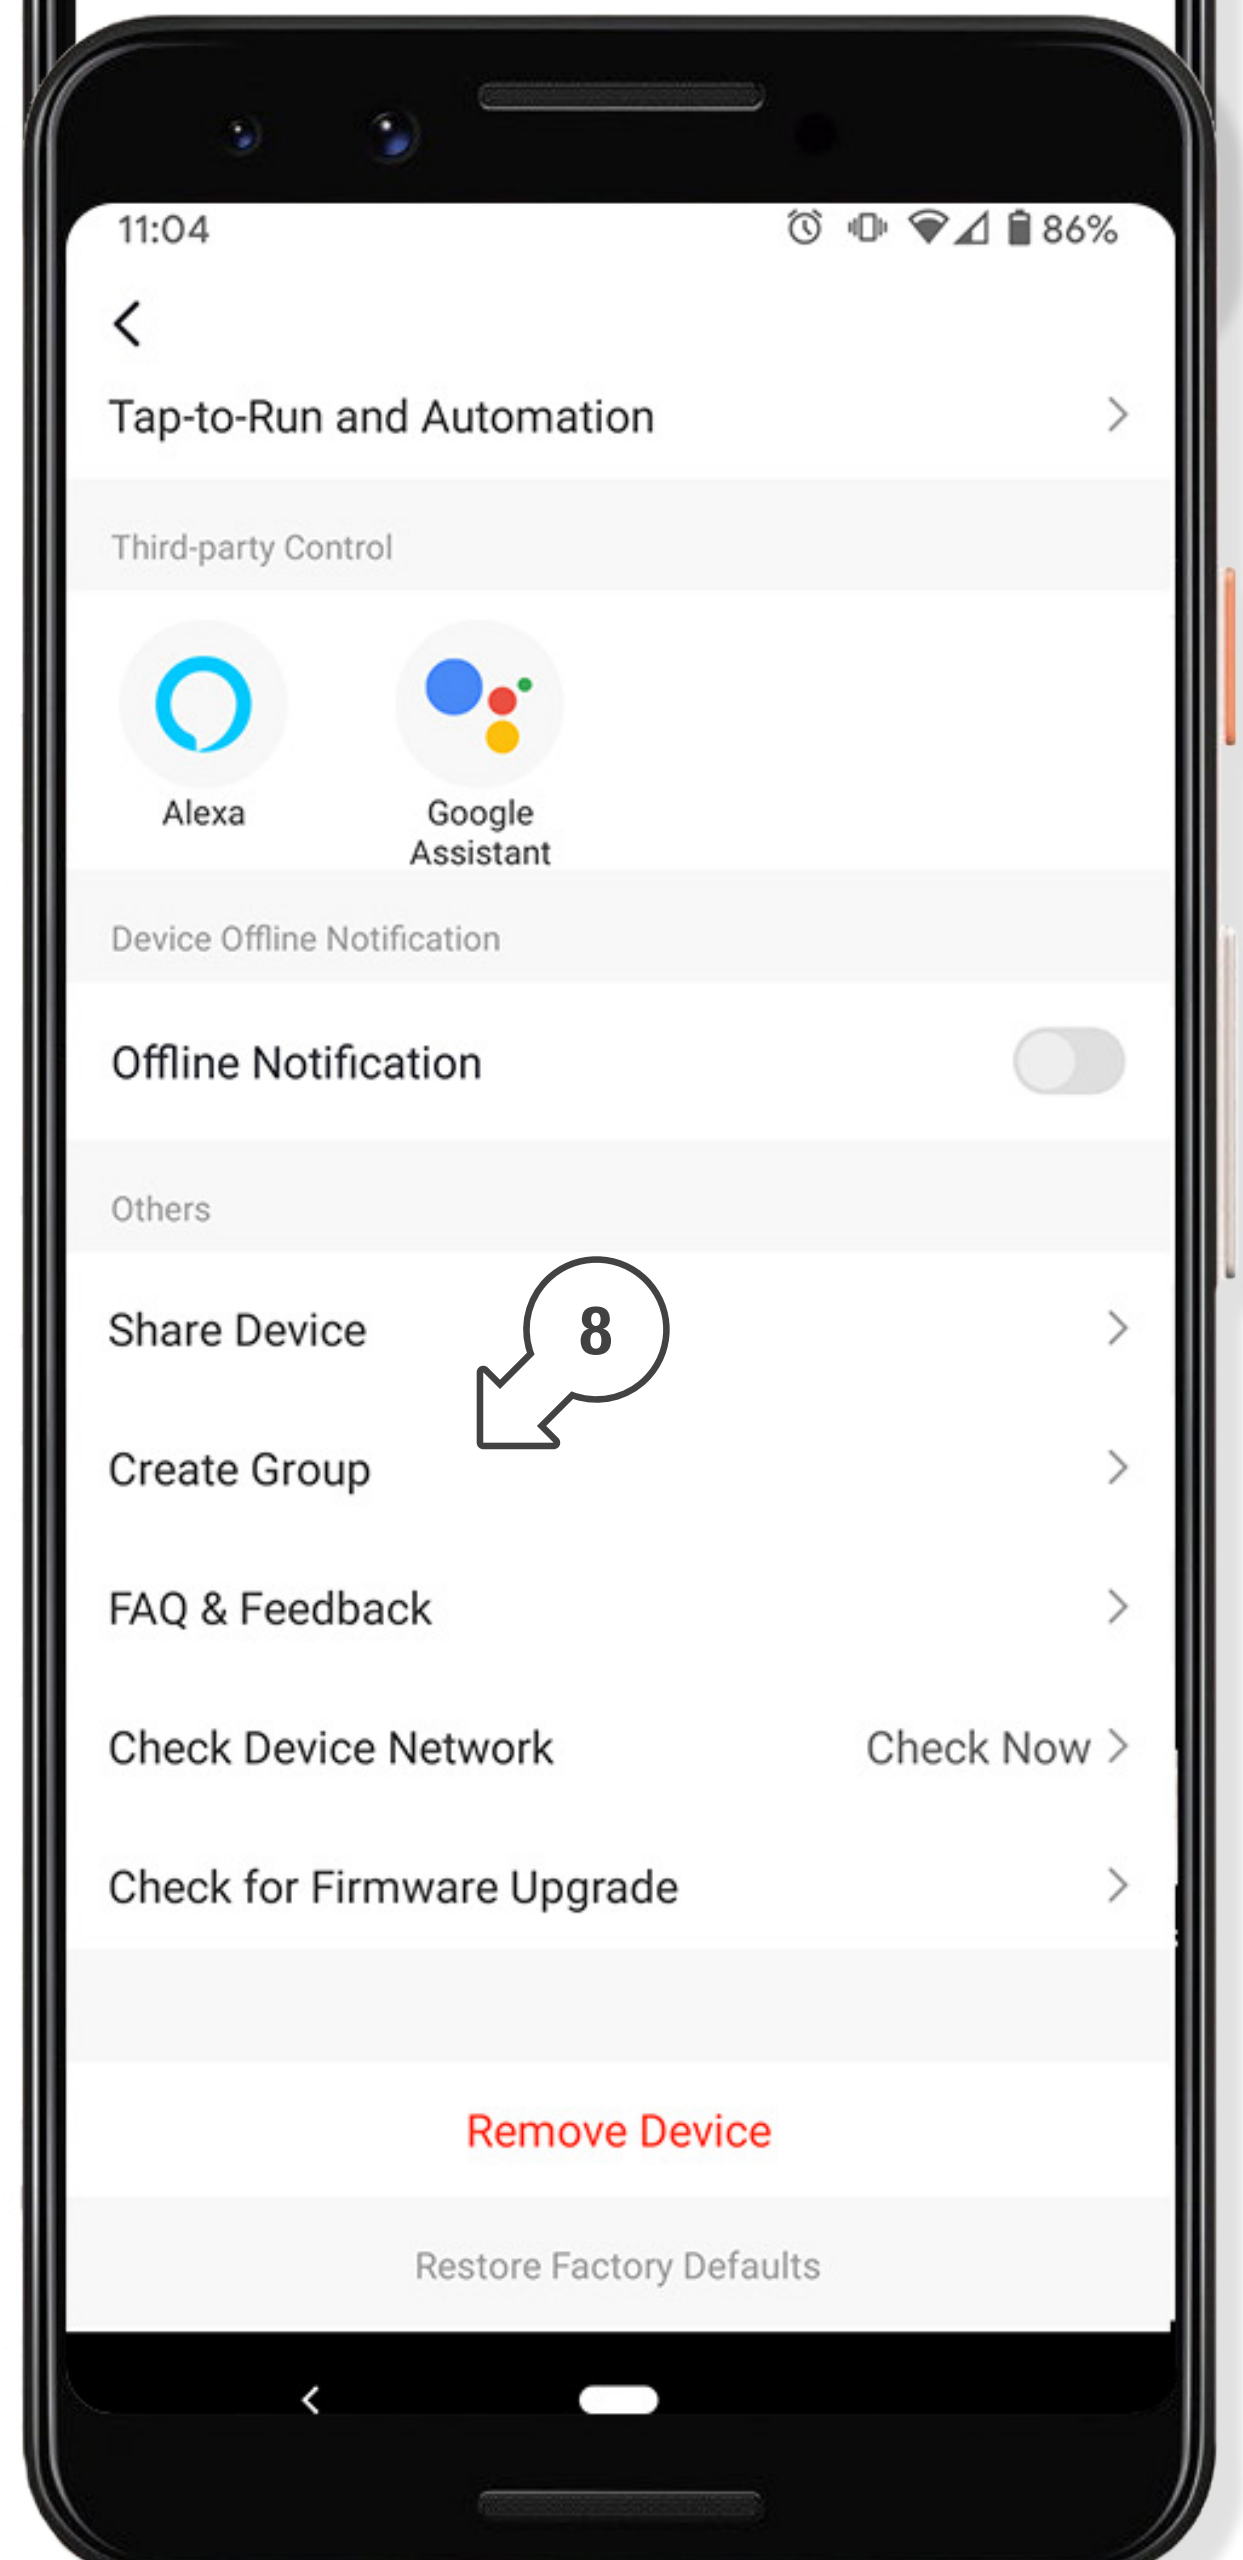 11:04
86%
Tap-to-Run and Automation
Third-party Control
Alexa
Google
Assistant
Device Offline Notification
Offline Notification
Others
Share Device
8
Create Group
FAQ & Feedback
Check Device Network
Check Now
Check for Firmware Upgrade
Remove Device
Restore Factory Defaults